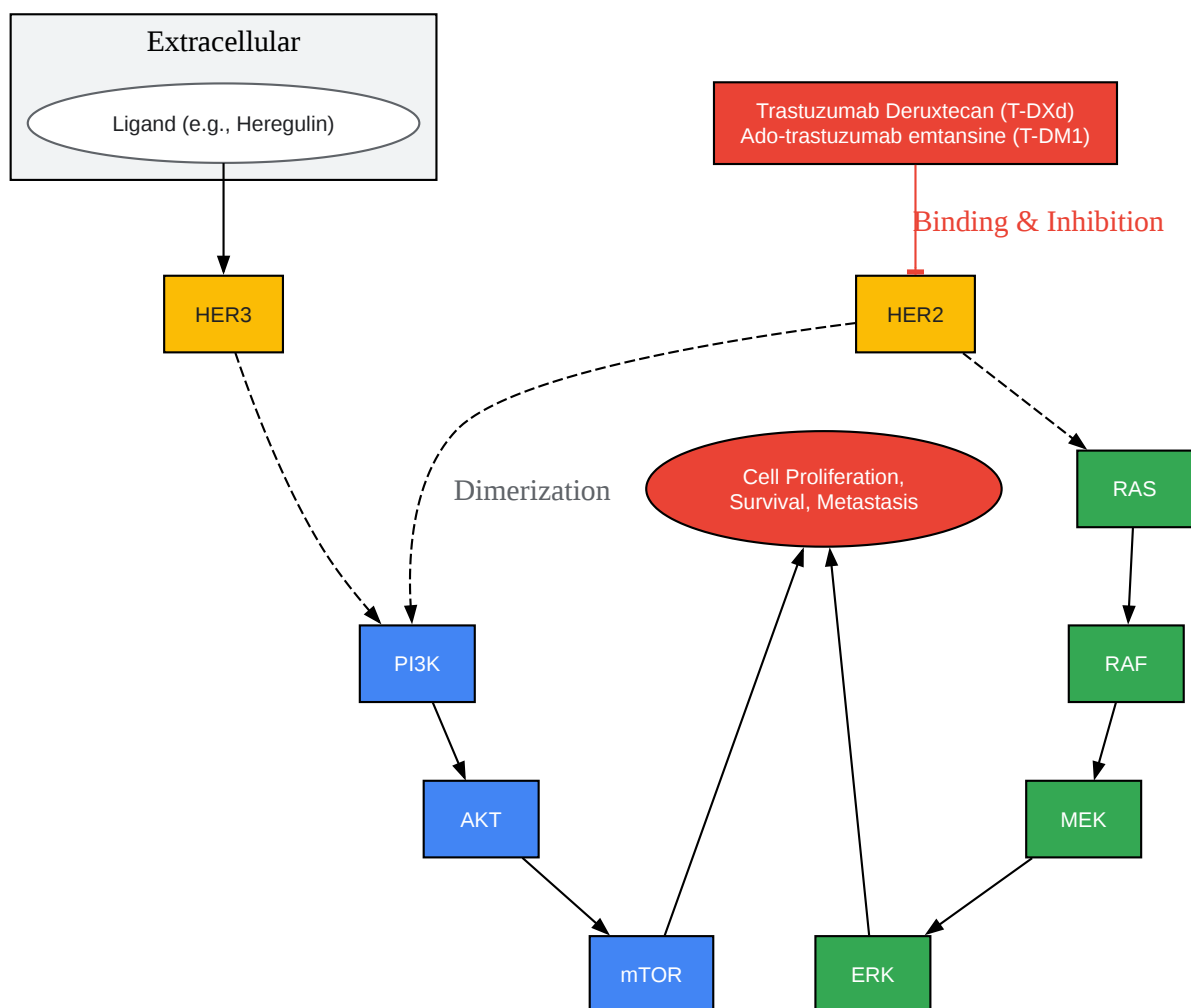 Extracellular
Ligand (e.g., Heregulin)
Trastuzumab Deruxtecan (T-DXd)
Ado-trastuzumab emtansine (T-DM1)
Binding & Inhibition
HER3
HER2
Dimerization
Cell Proliferation,
Survival, Metastasis
RAS
PI3K
RAF
AKT
MEK
mTOR
ERK